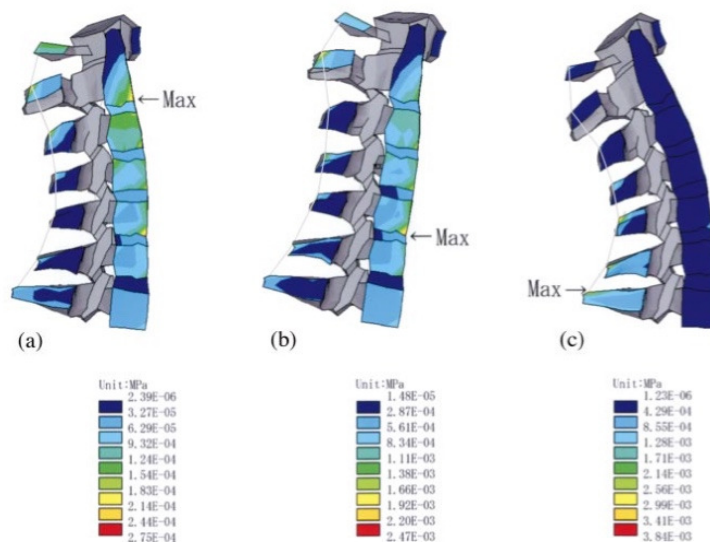 ← Max
← Max
Max →
(a)
(b)
(c)
Unit:MPa
2.39E-06
3.27E-05
6.29E-05
9.32E-04
1.24E-04
1.54E-04
1.83E-04
2.14E-04
2.44E-04
2.75E-04
Unit:MPa
1.48E-05
2.87E-04
5.61E-04
8.34E-04
1.11E-03
1.38E-03
1.66E-03
1.92E-03
2.20E-03
2.47E-03
Unit:MPa
1.23E-06
4.29E-04
8.55E-04
1.28E-03
1.71E-03
2.14E-03
2.56E-03
2.99E-03
3.41E-03
3.84E-03